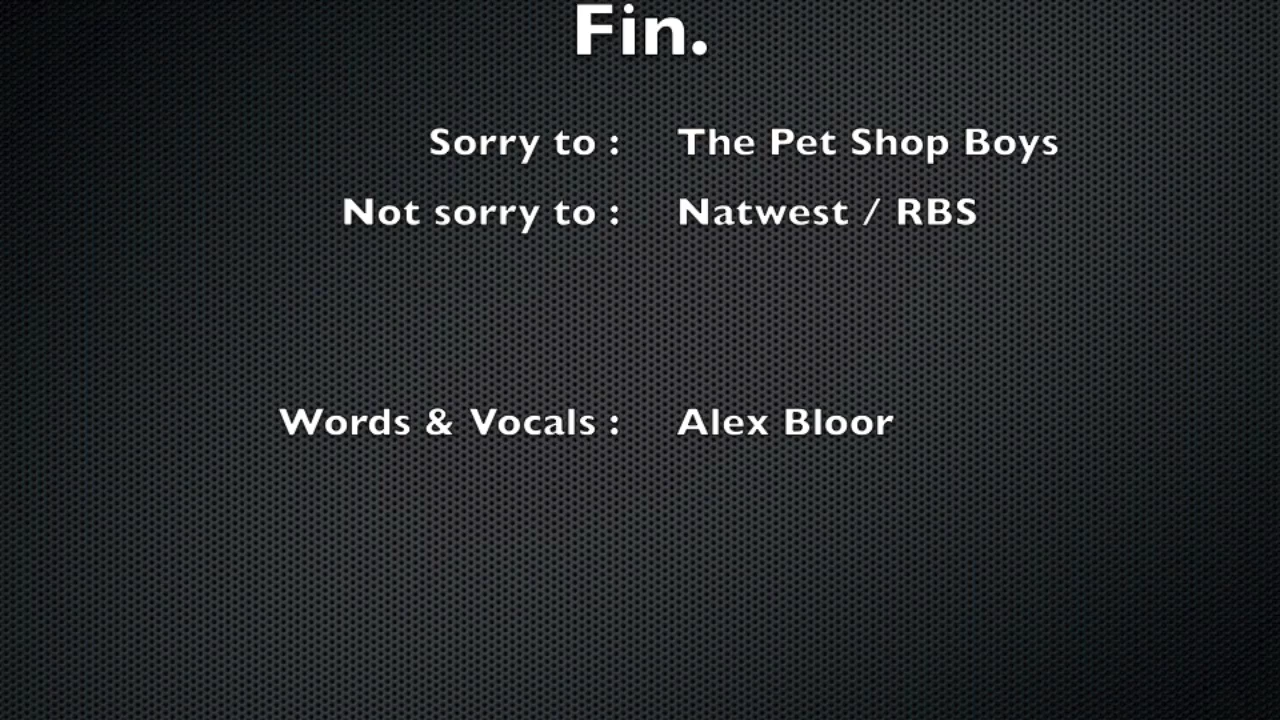 Fin.
Sorry to : The Pet Shop Boys
Not sorry to : Natwest / RBS
Words & Vocals : Alex Bloor